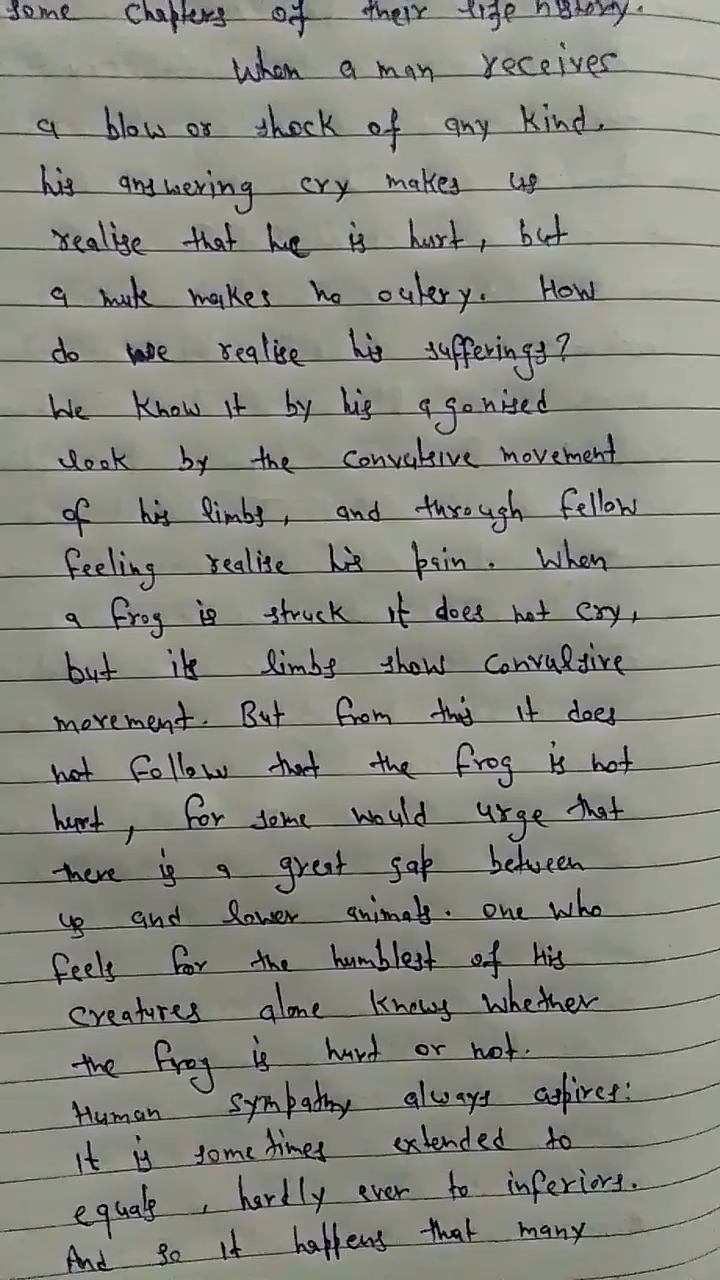 some chapters of their life history.
When a man receives
a blow or shock of any kind.
his answering cry makes us
realise that he is hurt, but
a mute makes no outery. How
do we realise his sufferings?
We know it by his agonised
look by the convulsive movement
of his limbs, and through fellow
feeling realise his pain. When
a frog is struck it does not cry,
but its limbs show convulsive
movement. But from this it does
not follow that the frog is not
hurt, for some would urge that
there is a great gap between
us and lower animals. One who
feels for the humblest of His
creatures alone knows whether
the frog is hurt or not.
Human sympathy always aspires:
it is sometimes extended to
equals, hardly ever to inferiors.
And so it happens that many